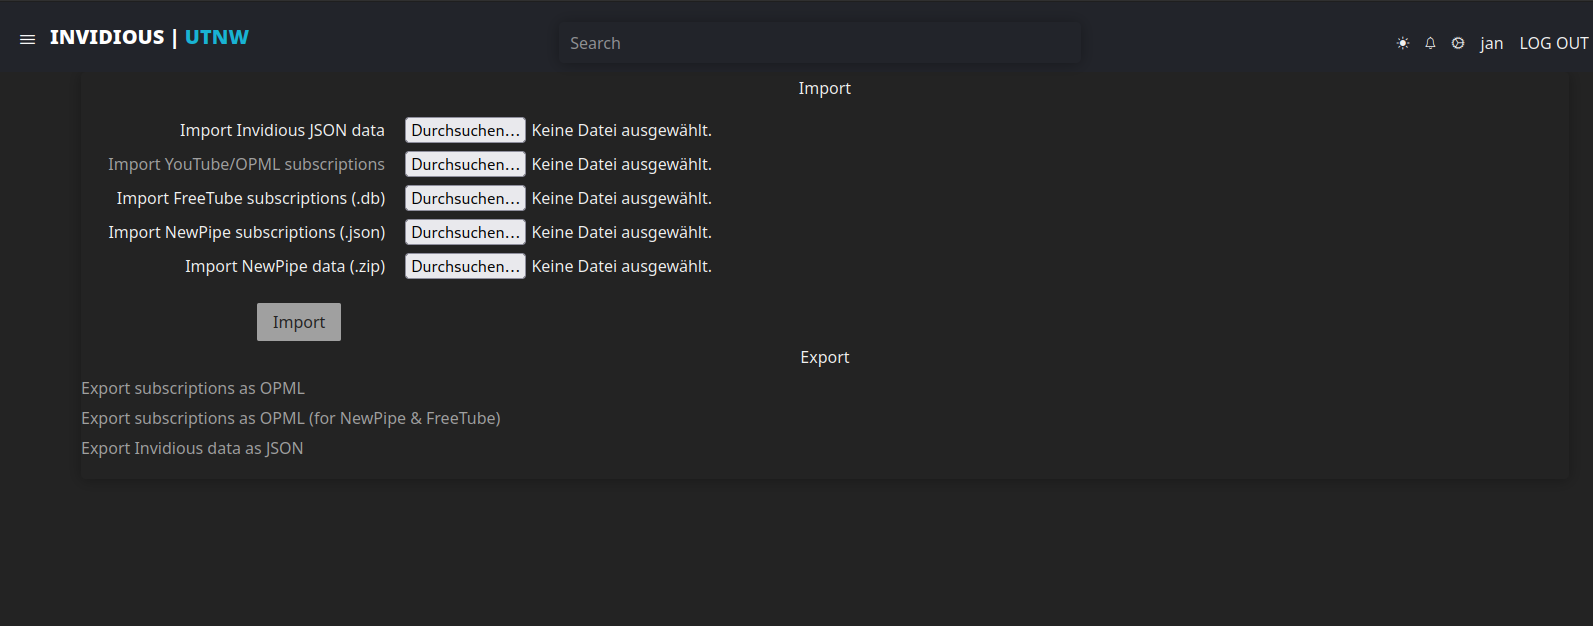 INVIDIOUS | UTNW
Search
jan LOG OUT
Import
Import Invidious JSON data Durchsuchen... Keine Datei ausgewählt.
Import YouTube/OPML subscriptions Durchsuchen... Keine Datei ausgewählt.
Import FreeTube subscriptions (.db) Durchsuchen... Keine Datei ausgewählt.
Import NewPipe subscriptions (.json) Durchsuchen... Keine Datei ausgewählt.
Import NewPipe data (.zip) Durchsuchen... Keine Datei ausgewählt.
Import
Export
Export subscriptions as OPML
Export subscriptions as OPML (for NewPipe & FreeTube)
Export Invidious data as JSON